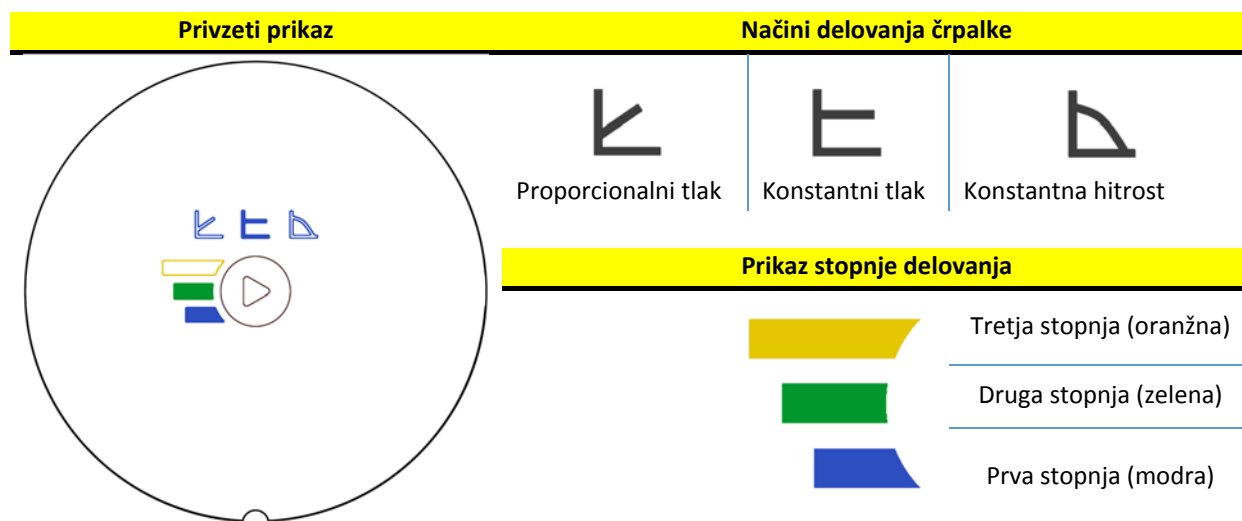 Privzeti prikaz
Načini delovanja črpalke
Proporcionalni tlak
Konstantni tlak
Konstantna hitrost
Prikaz stopnje delovanja
Tretja stopnja (oranžna)
Druga stopnja (zelena)
Prva stopnja (modra)